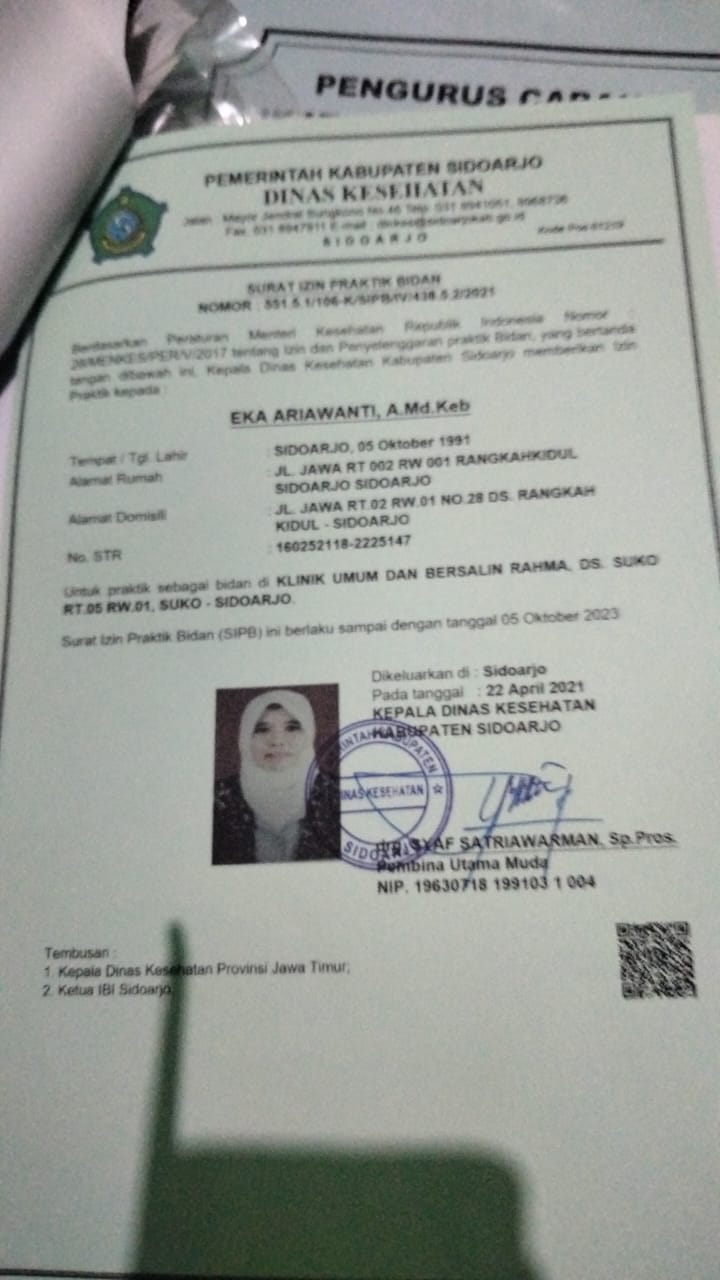 PENGURUS
PEMERINTAH KABUPATEN SIDOARJO
DINAS KESEHATAN
Jalan Mayor Jendral Sungkono No.46 Telp. 031 8941051, 8968736
Fax. 031 8947911 E-mail : dinkes@sidoarjokab.go.id
Kode Pos 61219
S I D O A R J O
SURAT IZIN PRAKTIK BIDAN
NOMOR : 551.5.1/106-K/SIPB/IV/438.5.2/2021
Berdasarkan Peraturan Menteri Kesehatan Republik Indonesia Nomor :
28/MENKES/PER/V/2017 tentang Izin dan Penyelenggaran praktik Bidan, yang bertanda
tangan dibawah ini, Kepala Dinas Kesehatan Kabupaten Sidoarjo memberikan Izin
Praktik kepada :
EKA ARIAWANTI, A.Md.Keb
Tempat / Tgl. Lahir : SIDOARJO, 05 Oktober 1991
Alamat Rumah : JL. JAWA RT 002 RW 001 RANGKAHKIDUL
SIDOARJO SIDOARJO
Alamat Domisili : JL. JAWA RT.02 RW.01 NO.28 DS. RANGKAH
KIDUL - SIDOARJO
No. STR : 160252118-2225147
Untuk praktik sebagai bidan di KLINIK UMUM DAN BERSALIN RAHMA, DS. SUKO
RT.05 RW.01, SUKO - SIDOARJO.
Surat Izin Praktik Bidan (SIPB) ini berlaku sampai dengan tanggal 05 Oktober 2023
Dikeluarkan di : Sidoarjo
Pada tanggal : 22 April 2021
KEPALA DINAS KESEHATAN
KABUPATEN SIDOARJO
DINAS KESEHATAN
SIDOARJO
SYAF SATRIAWARMAN, Sp.Pros.
Pembina Utama Muda
NIP. 19630718 199103 1 004
Tembusan :
1. Kepala Dinas Kesehatan Provinsi Jawa Timur;
2. Ketua IBI Sidoarjo;